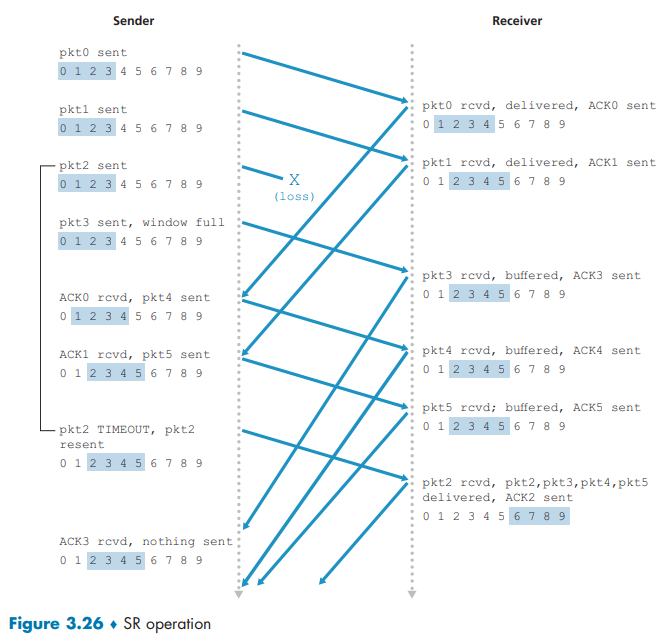 Sender
Receiver
pkt0 sent
0 1 2 3 4 5 6 7 8 9
pkt0 rcvd, delivered, ACK0 sent
0 1 2 3 4 5 6 7 8 9
pkt1 sent
0 1 2 3 4 5 6 7 8 9
pkt1 rcvd, delivered, ACK1 sent
0 1 2 3 4 5 6 7 8 9
pkt2 sent
0 1 2 3 4 5 6 7 8 9
X
(loss)
pkt3 sent, window full
0 1 2 3 4 5 6 7 8 9
pkt3 rcvd, buffered, ACK3 sent
0 1 2 3 4 5 6 7 8 9
ACK0 rcvd, pkt4 sent
0 1 2 3 4 5 6 7 8 9
pkt4 rcvd, buffered, ACK4 sent
0 1 2 3 4 5 6 7 8 9
ACK1 rcvd, pkt5 sent
0 1 2 3 4 5 6 7 8 9
pkt5 rcvd; buffered, ACK5 sent
0 1 2 3 4 5 6 7 8 9
pkt2 TIMEOUT, pkt2
resent
0 1 2 3 4 5 6 7 8 9
pkt2 rcvd, pkt2,pkt3,pkt4,pkt5
delivered, ACK2 sent
0 1 2 3 4 5 6 7 8 9
ACK3 rcvd, nothing sent
0 1 2 3 4 5 6 7 8 9
Figure 3.26 ♦ SR operation